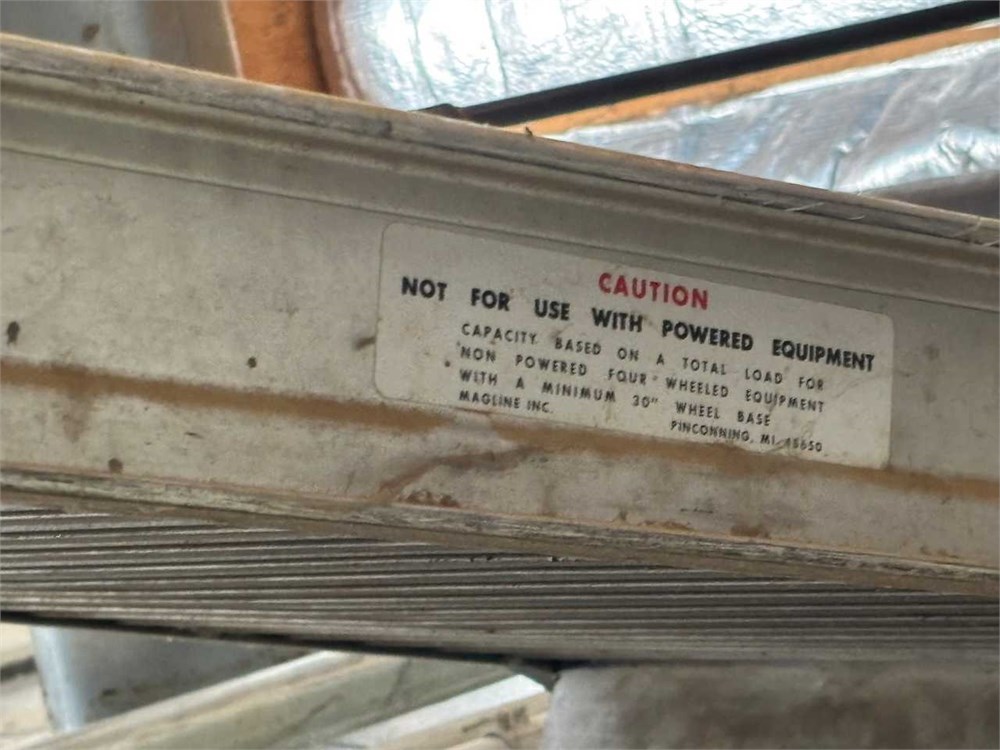 CAUTION
NOT FOR USE WITH POWERED EQUIPMENT
CAPACITY BASED ON A TOTAL LOAD FOR
NON POWERED FOUR WHEELED EQUIPMENT
WITH A MINIMUM 30" WHEEL BASE
MAGLINE INC.
PINCONNING, MI. 48650